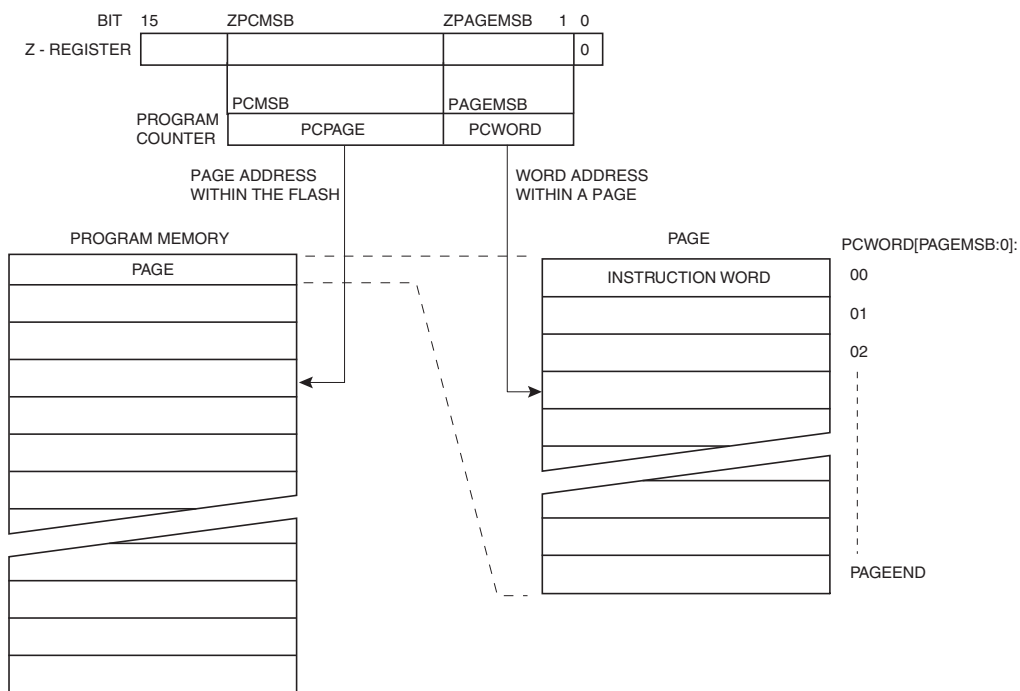 BIT 15 ZPCMSB ZPAGEMSB 1 0
Z - REGISTER 0
PCMSB PAGEMSB
PROGRAM
COUNTER
PCPAGE PCWORD
PAGE ADDRESS
WITHIN THE FLASH
WORD ADDRESS
WITHIN A PAGE
PROGRAM MEMORY
PAGE
PAGE
PCWORD[PAGEMSB:0]:
INSTRUCTION WORD
00
01
02
PAGEEND